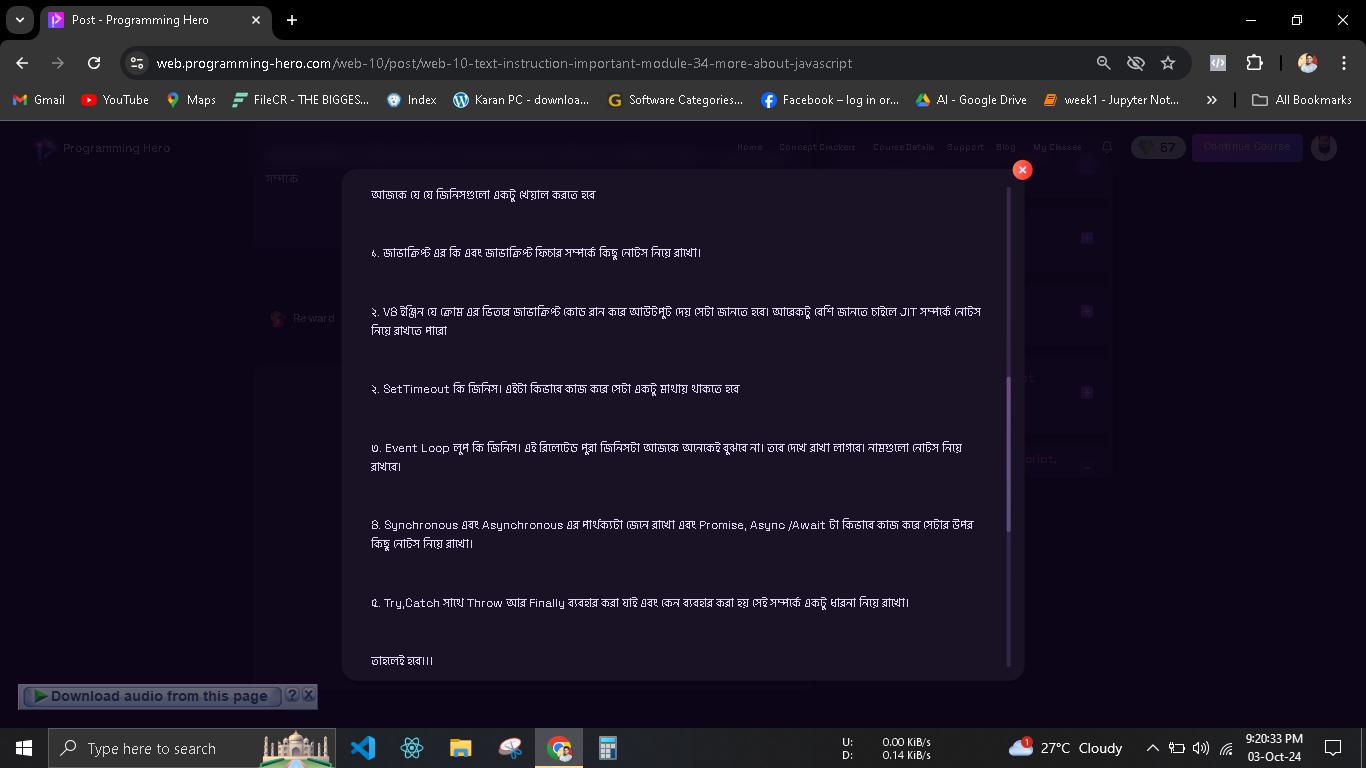 Post - Programming Hero
web.programming-hero.com/web-10/post/web-10-text-instruction-important-module-34-more-about-javascript
Gmail YouTube Maps FileCR - THE BIGGES... Index Karan PC - downloa... Software Categories... Facebook – log in or... AI - Google Drive week1 - Jupyter Not... » All Bookmarks
Programming Hero Home Concept Crackers Course Details Support Blog My Classes 57 Continue Course
সম্পর্কে
আজকে যে যে জিনিসগুলো একটু খেয়াল করতে হবে
১. জাভাস্ক্রিপ্ট এর কি এবং জাভাস্ক্রিপ্ট ফিচার সম্পর্কে কিছু নোটস নিয়ে রাখো।
২. V8 ইঞ্জিন যে ক্রোম এর ভিতরে জাভাস্ক্রিপ্ট কোড রান করে আউটপুট দেয় সেটা জানতে হবে। আরেকটু বেশি জানতে চাইলে JIT সম্পর্কে নোটস
নিয়ে রাখতে পারো
Reward
২. SetTimeout কি জিনিস। এইটা কিভাবে কাজ করে সেটা একটু মাথায় থাকতে হবে
৩. Event Loop লুপ কি জিনিস। এই রিলেটেড পুরা জিনিসটা আজকে অনেকেই বুঝবে না। তবে দেখে রাখা লাগবে। নামগুলো নোটস নিয়ে
রাখবে।
৪. Synchronous এবং Asynchronous এর পার্থক্যটা জেনে রাখো এবং Promise, Async /Await টা কিভাবে কাজ করে সেটার উপর
কিছু নোটস নিয়ে রাখো।
৫. Try,Catch সাথে Throw আর Finally ব্যবহার করা যাই এবং কেন ব্যবহার করা হয় সেই সম্পর্কে একটু ধারনা নিয়ে রাখো।
তাহলেই হবে।।।
Download audio from this page ? X
Type here to search
U: 0.00 KiB/s
D: 0.14 KiB/s
1 27°C Cloudy
9:20:33 PM
03-Oct-24